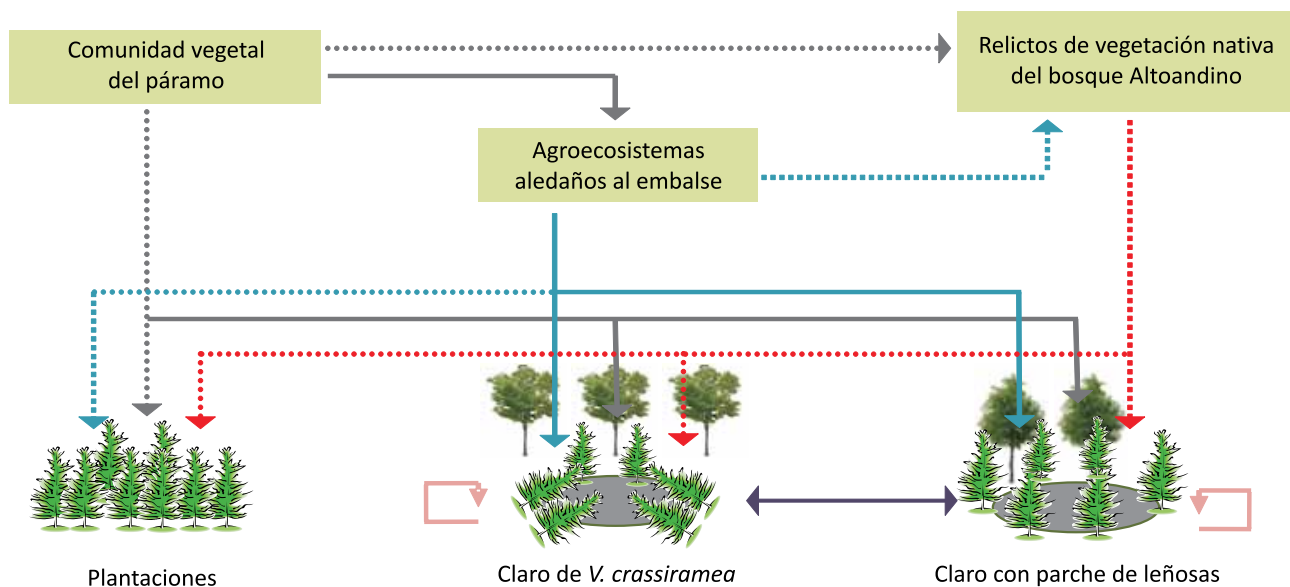 Comunidad vegetal
del páramo
Relictos de vegetación nativa
del bosque Altoandino
Agroecosistemas
aledaños al embalse
Plantaciones
Claro de V. crassiramea
Claro con parche de leñosas